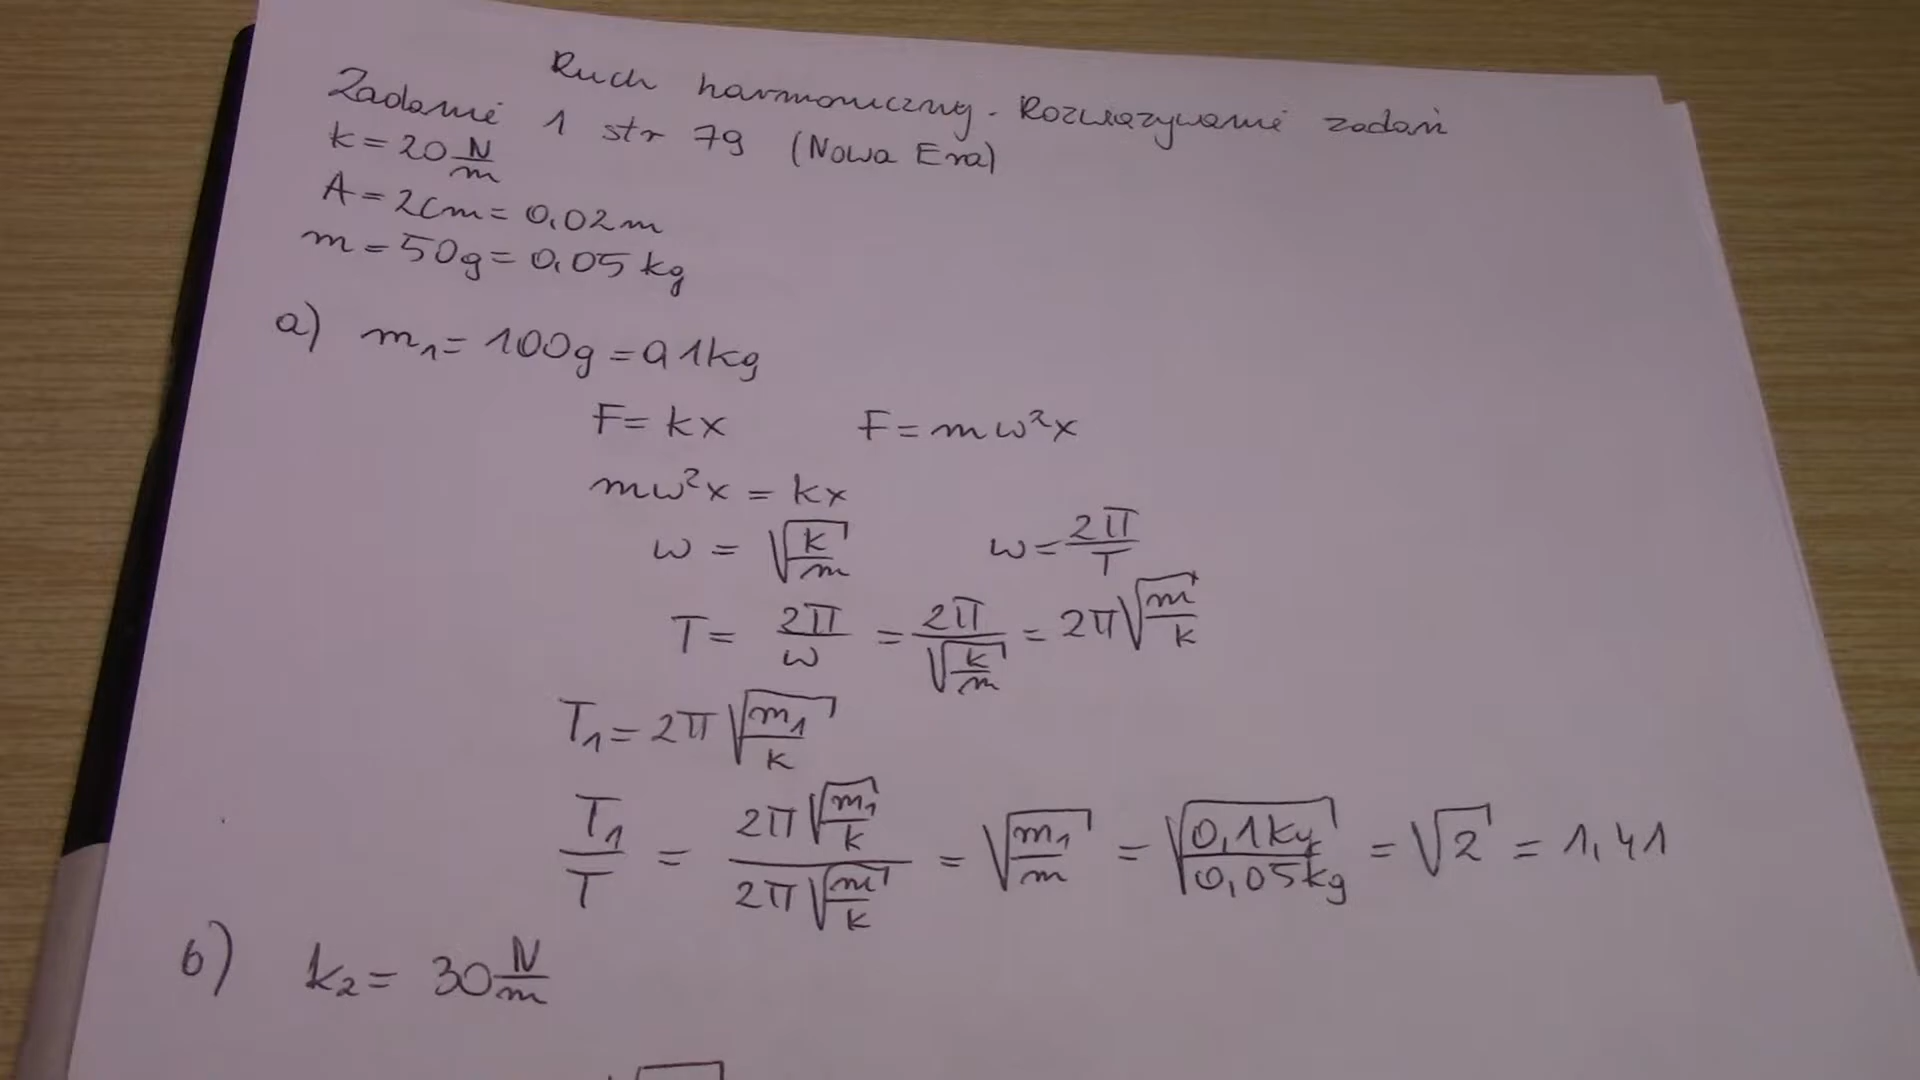 Ruch harmoniczny. Rozwiązywanie zadań
Zadanie 1 str 79 (Nowa Era)
k = 20 N/m
A = 2cm = 0,02m
m = 50g = 0,05 kg
a) m₁ = 100g = 0,1kg
F = kx F = mω²x
mω²x = kx
ω = √(k/m) ω = 2π/T
T = 2π/ω = 2π/√(k/m) = 2π√(m/k)
T₁ = 2π√(m₁/k)
T₁/T = 2π√(m₁/k) / 2π√(m/k) = √(m₁/m) = √(0,1kg/0,05kg) = √2 = 1,41
b) k₂ = 30 N/m